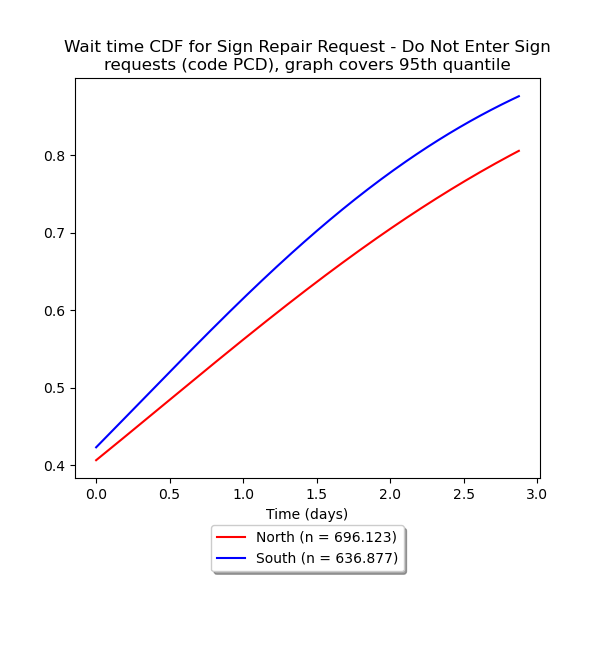 Wait time CDF for Sign Repair Request - Do Not Enter Sign
requests (code PCD), graph covers 95th quantile
0.8
0.7
0.6
0.5
0.4
0.0 0.5 1.0 1.5 2.0 2.5 3.0
Time (days)
North (n = 696.123)
South (n = 636.877)